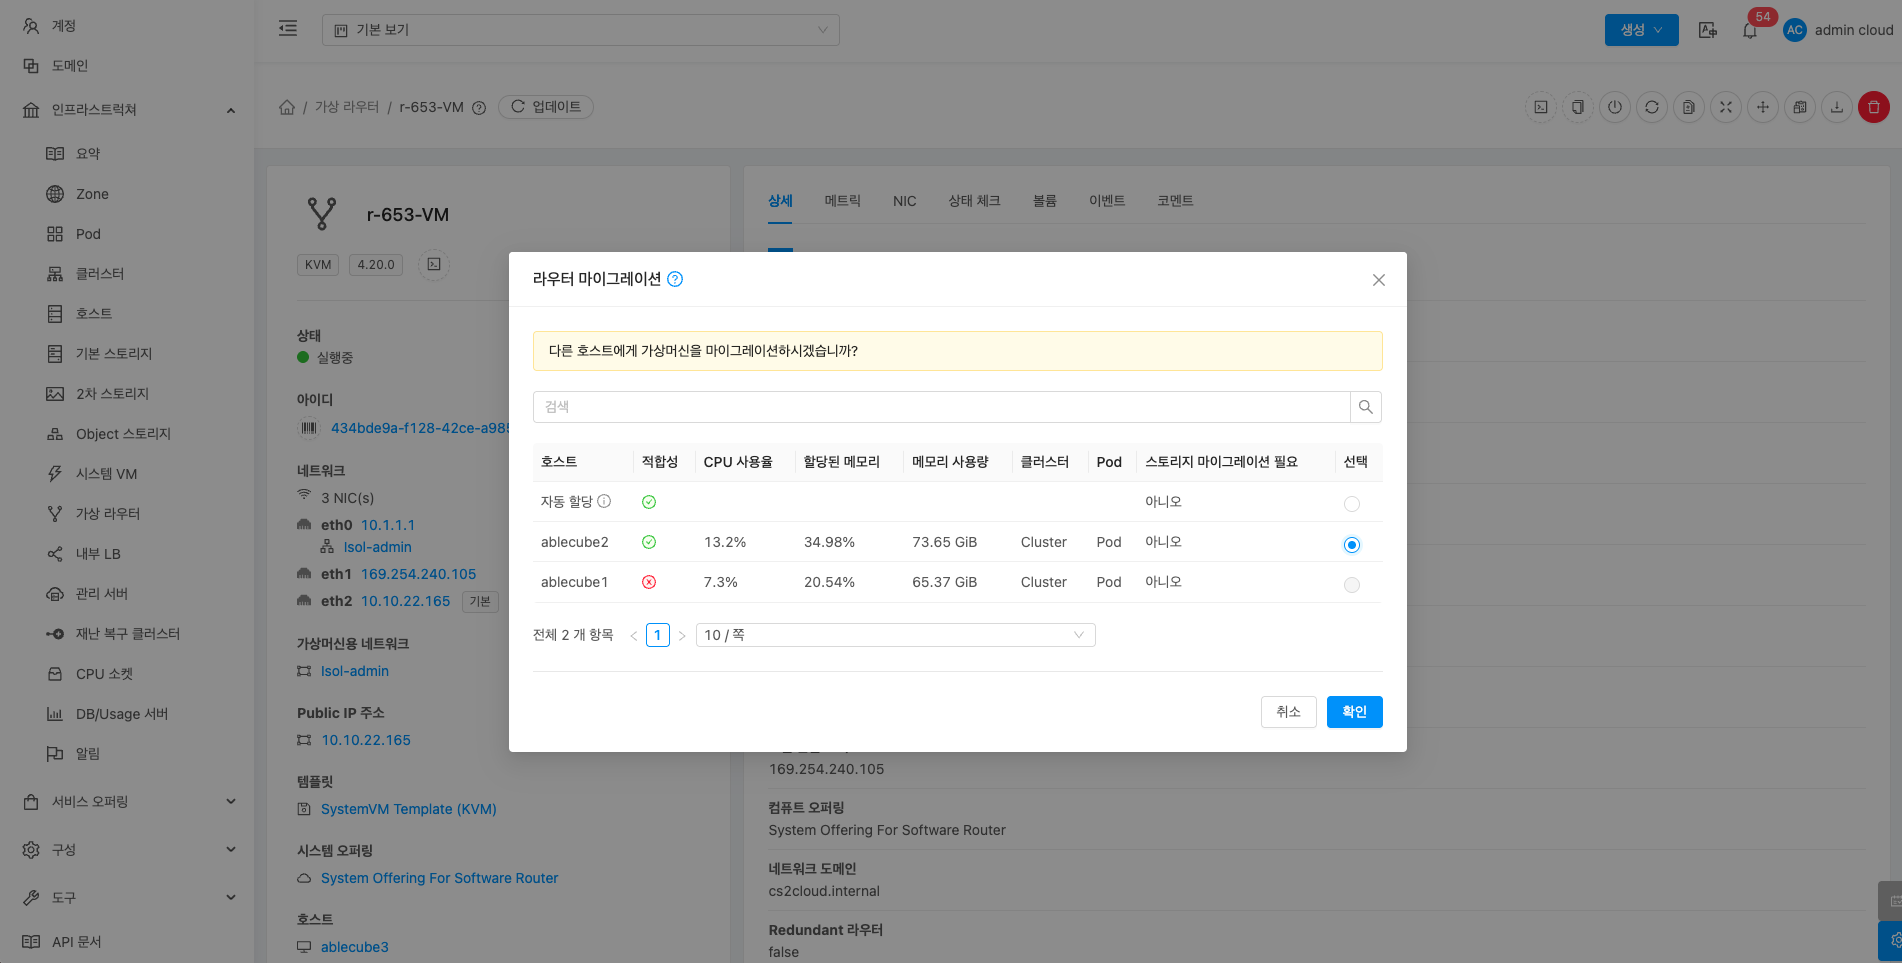 계정
도메인
인프라스트럭쳐
요약
Zone
Pod
클러스터
호스트
기본 스토리지
2차 스토리지
Object 스토리지
시스템 VM
가상 라우터
내부 LB
관리 서버
재난 복구 클러스터
CPU 소켓
DB/Usage 서버
알림
서비스 오퍼링
구성
도구
API 문서
기본 보기
생성
54
AC
admin cloud
/ 가상 라우터 / r-653-VM
업데이트
r-653-VM
KVM
4.20.0
상태
실행중
아이디
434bde9a-f128-42ce-a985
네트워크
3 NIC(s)
eth0 10.1.1.1
Isol-admin
eth1 169.254.240.105
eth2 10.10.22.165 기본
가상머신용 네트워크
Isol-admin
Public IP 주소
10.10.22.165
템플릿
SystemVM Template (KVM)
시스템 오퍼링
System Offering For Software Router
호스트
ablecube3
상세 메트릭 NIC 상태 체크 볼륨 이벤트 코멘트
라우터 마이그레이션
다른 호스트에게 가상머신을 마이그레이션하시겠습니까?
검색
호스트 적합성 CPU 사용율 할당된 메모리 메모리 사용량 클러스터 Pod 스토리지 마이그레이션 필요 선택
자동 할당 아니오
ablecube2 13.2% 34.98% 73.65 GiB Cluster Pod 아니오
ablecube1 7.3% 20.54% 65.37 GiB Cluster Pod 아니오
전체 2 개 항목 < 1 > 10 / 쪽
취소
확인
169.254.240.105
컴퓨트 오퍼링
System Offering For Software Router
네트워크 도메인
cs2cloud.internal
Redundant 라우터
false